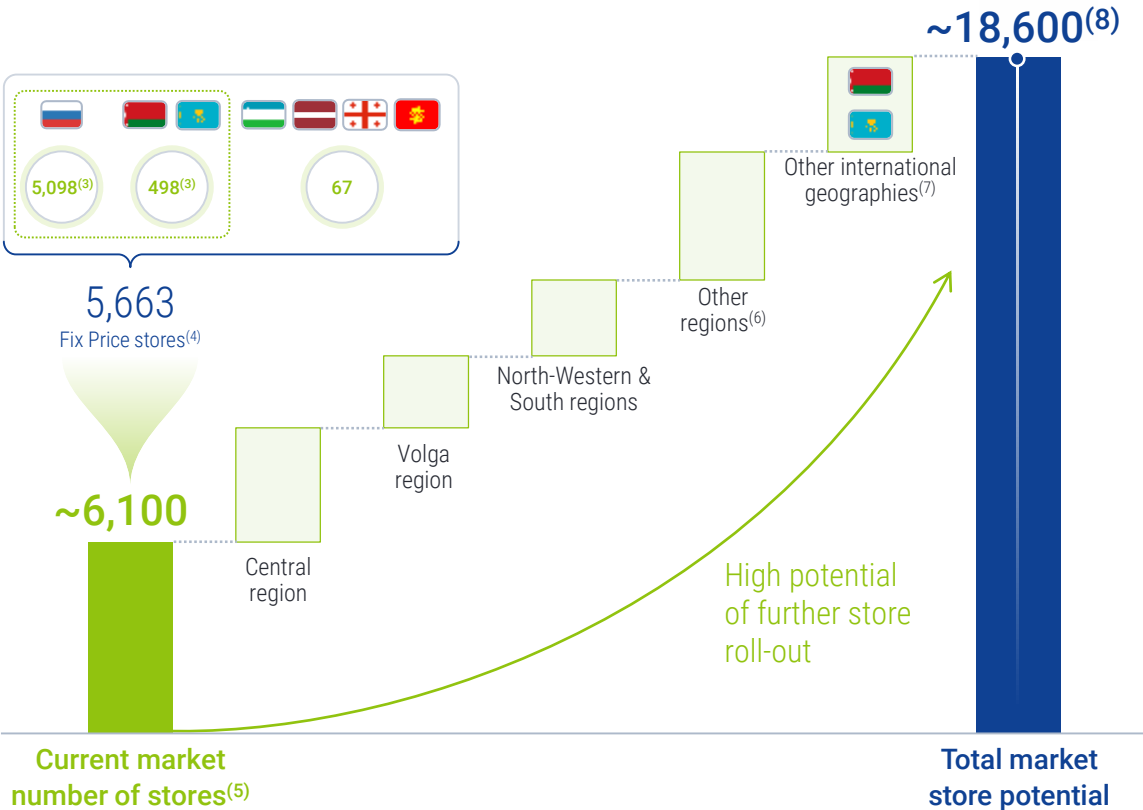 ~18,600(8)
5,098(3)
498(3)
67
5,663
Fix Price stores(4)
~6,100
Central
region
Volga
region
North-Western &
South regions
Other
regions(6)
Other international
geographies(7)
High potential
of further store
roll-out
Current market
number of stores(5)
Total market
store potential